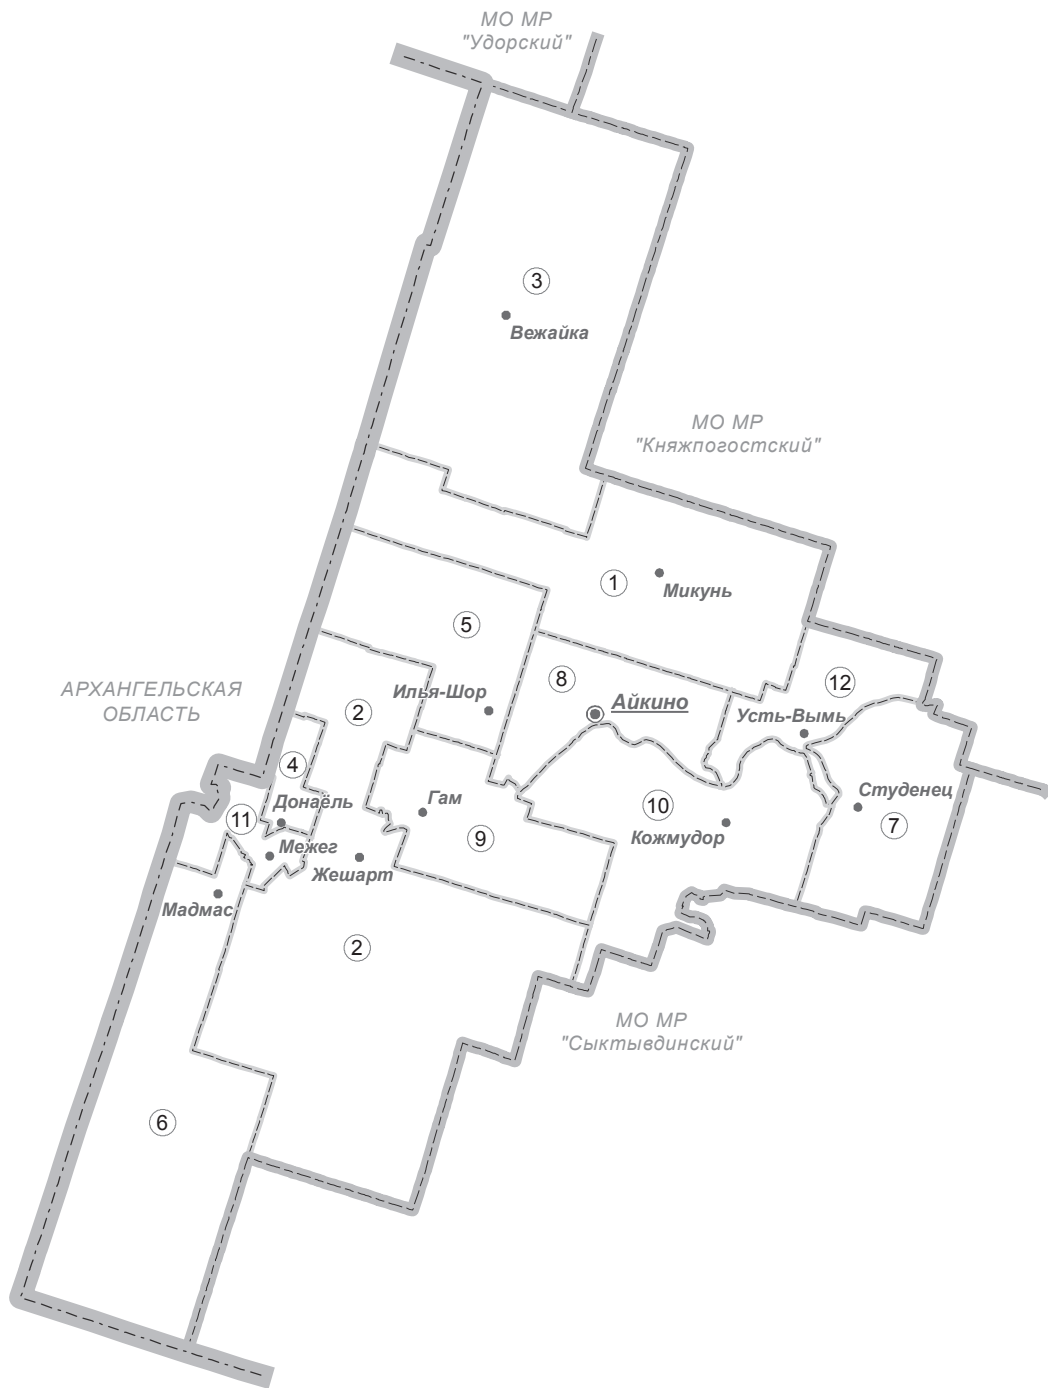 МО МР
"Удорский"
3
Вежайка
МО МР
"Княжпогостский"
1
Микунь
5
8
12
АРХАНГЕЛЬСКАЯ
ОБЛАСТЬ
Илья-Шор
Айкино
2
Усть-Вымь
4
Гам
10
Студенец
11
Донаёль
9
Кожмудор
7
Межег
Жешарт
Мадмас
2
МО МР
"Сыктывдинский"
6